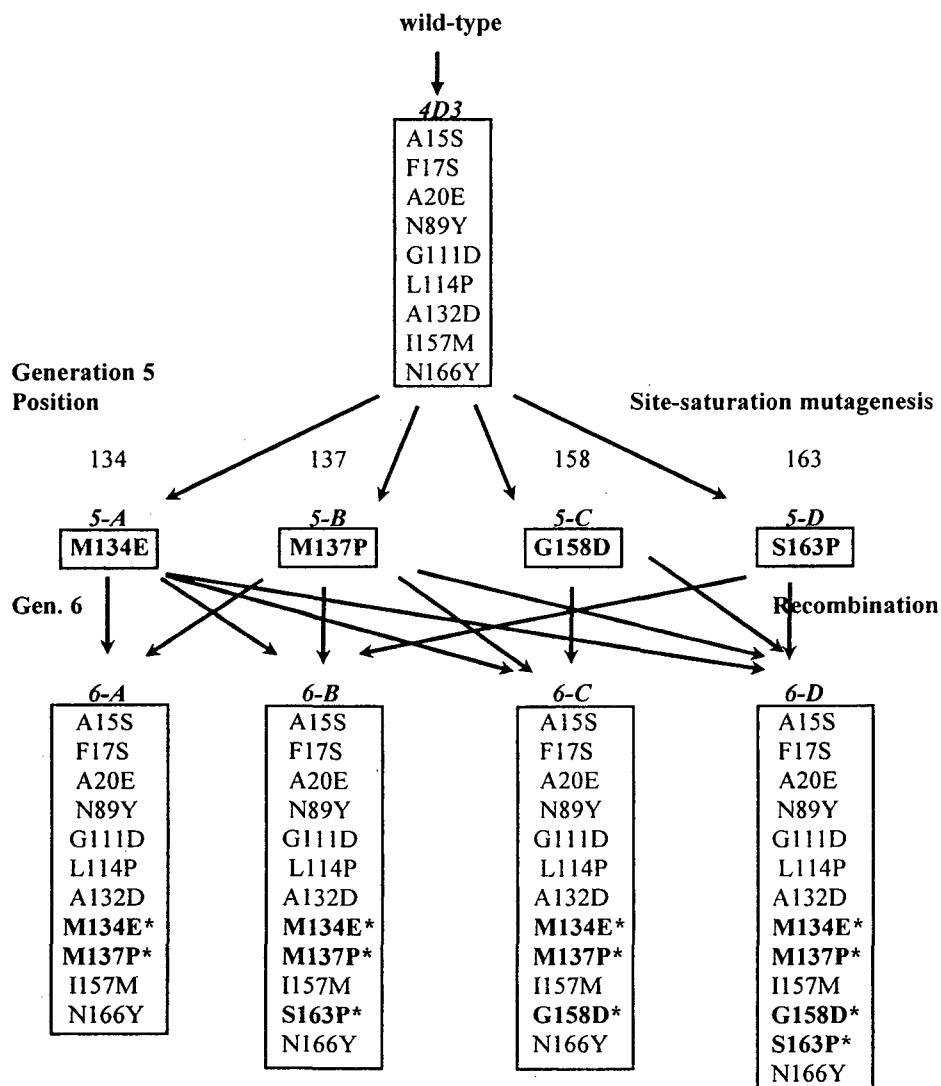 wild-type
4D3
A15S
F17S
A20E
N89Y
G111D
L114P
A132D
I157M
N166Y
Generation 5
Position
Site-saturation mutagenesis
134
137
158
163
5-A
5-B
5-C
5-D
M134E
M137P
G158D
S163P
Gen. 6
Recombination
6-A
A15S
F17S
A20E
N89Y
G111D
L114P
A132D
M134E*
M137P*
I157M
N166Y
6-B
A15S
F17S
A20E
N89Y
G111D
L114P
A132D
M134E*
M137P*
I157M
S163P*
N166Y
6-C
A15S
F17S
A20E
N89Y
G111D
L114P
A132D
M134E*
M137P*
I157M
G158D*
N166Y
6-D
A15S
F17S
A20E
N89Y
G111D
L114P
A132D
M134E*
M137P*
I157M
G158D*
S163P*
N166Y